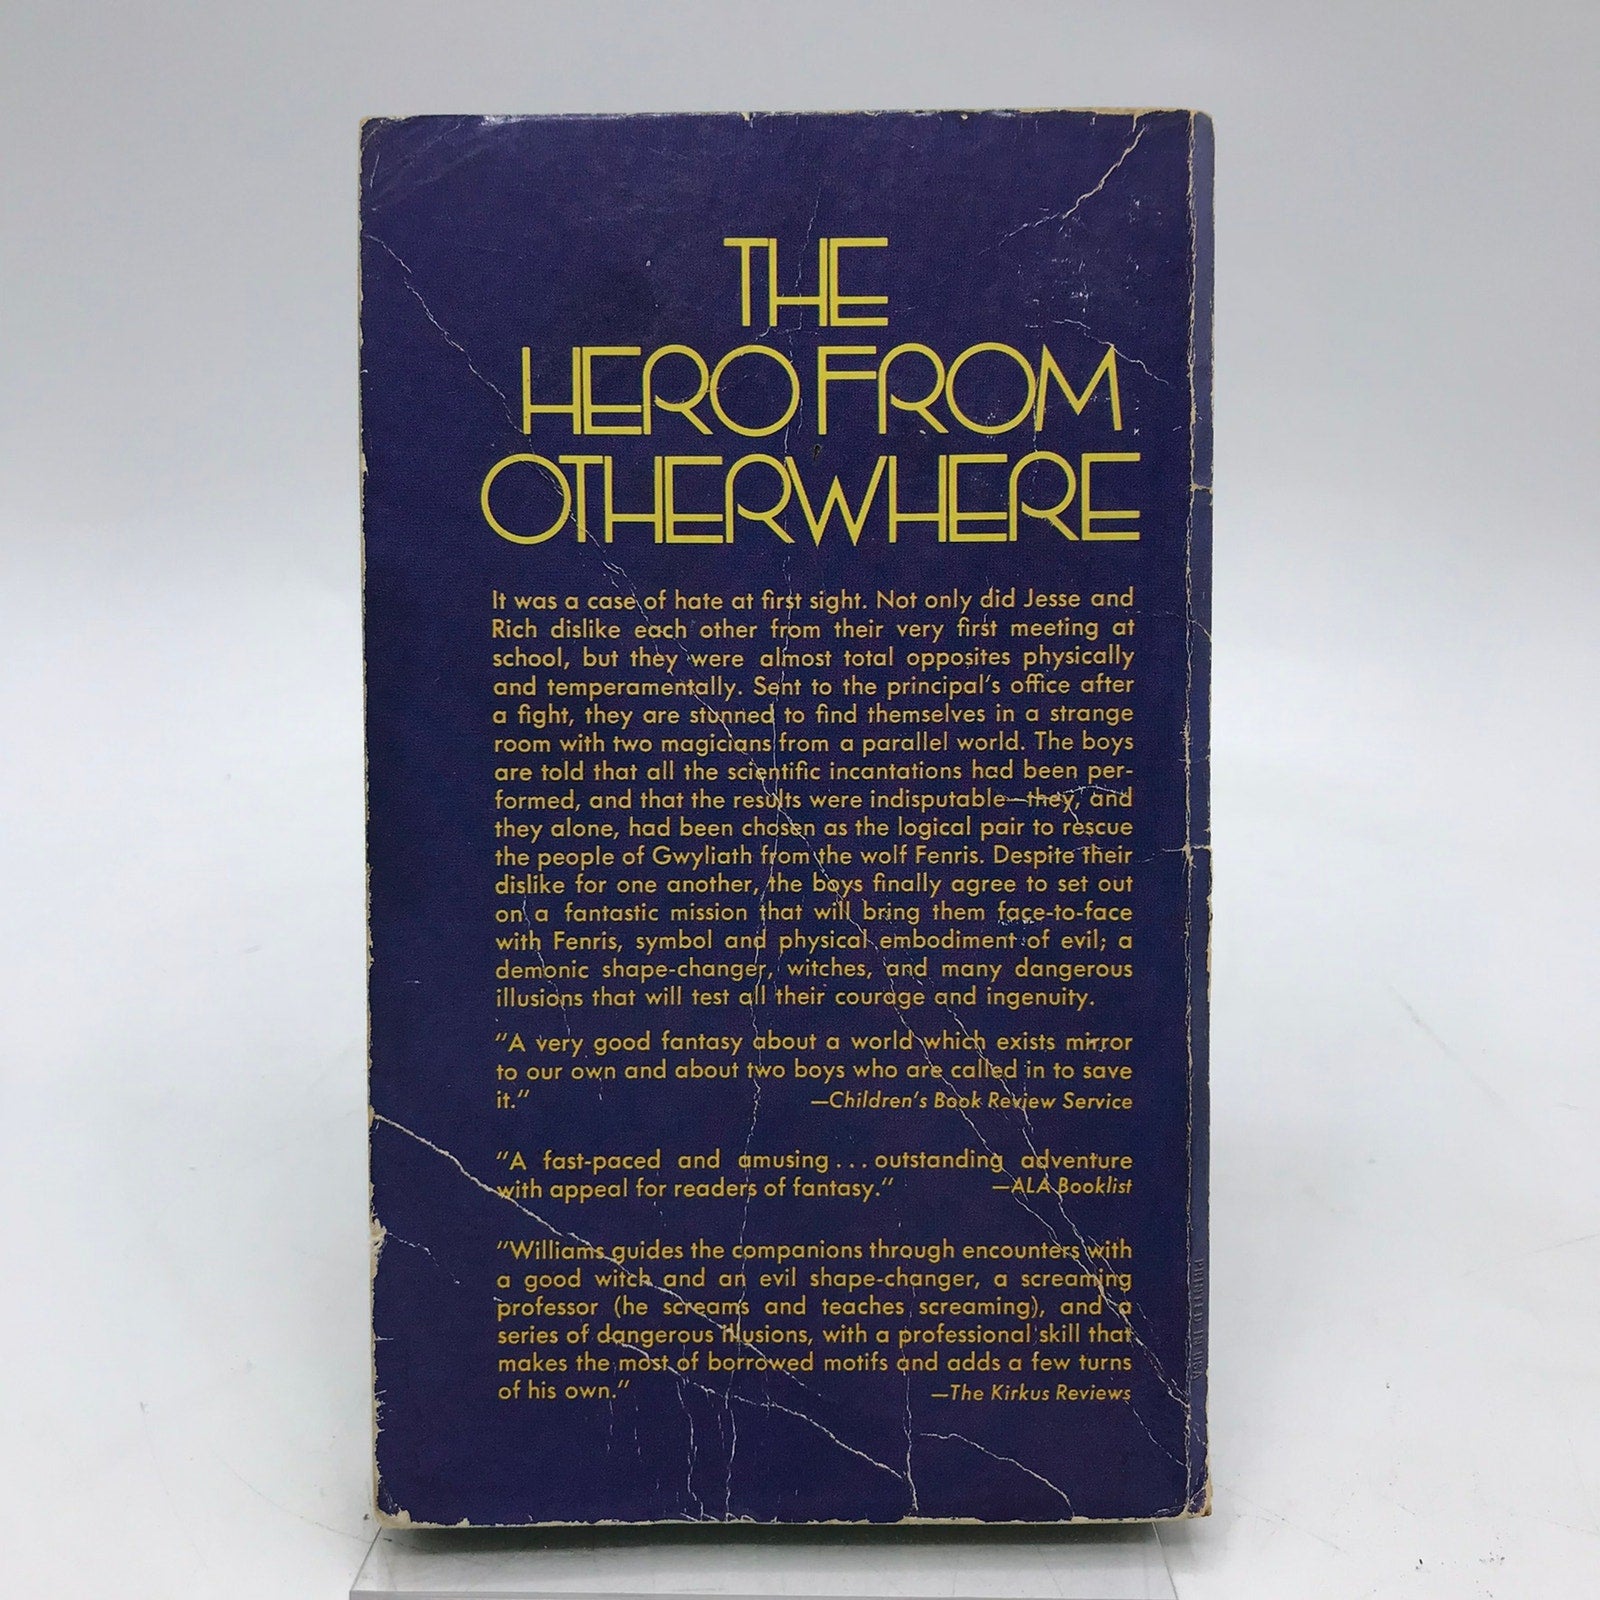 THE
HERO FROM
OTHERWHERE
It was a case of hate at first sight. Not only did Jesse and
Rich dislike each other from their very first meeting at
school, but they were almost total opposites physically
and temperamentally. Sent to the principal's office after
a fight, they are stunned to find themselves in a strange
room with two magicians from a parallel world. The boys
are told that all the scientific incantations had been per-
formed, and that the results were indisputable—they, and
they alone, had been chosen as the logical pair to rescue
the people of Gwyliath from the wolf Fenris. Despite their
dislike for one another, the boys finally agree to set out
on a fantastic mission that will bring them face-to-face
with Fenris, symbol and physical embodiment of evil; a
demonic shape-changer, witches, and many dangerous
illusions that will test all their courage and ingenuity.
"A very good fantasy about a world which exists mirror
to our own and about two boys who are called in to save
it." —Children's Book Review Service
"A fast-paced and amusing ... outstanding adventure
with appeal for readers of fantasy." —ALA Booklist
"Williams guides the companions through encounters with
a good witch and an evil shape-changer, a screaming
professor (he screams and teaches screaming), and a
series of dangerous illusions, with a professional skill that
makes the most of borrowed motifs and adds a few turns
of his own." —The Kirkus Reviews
PRINTED IN USA